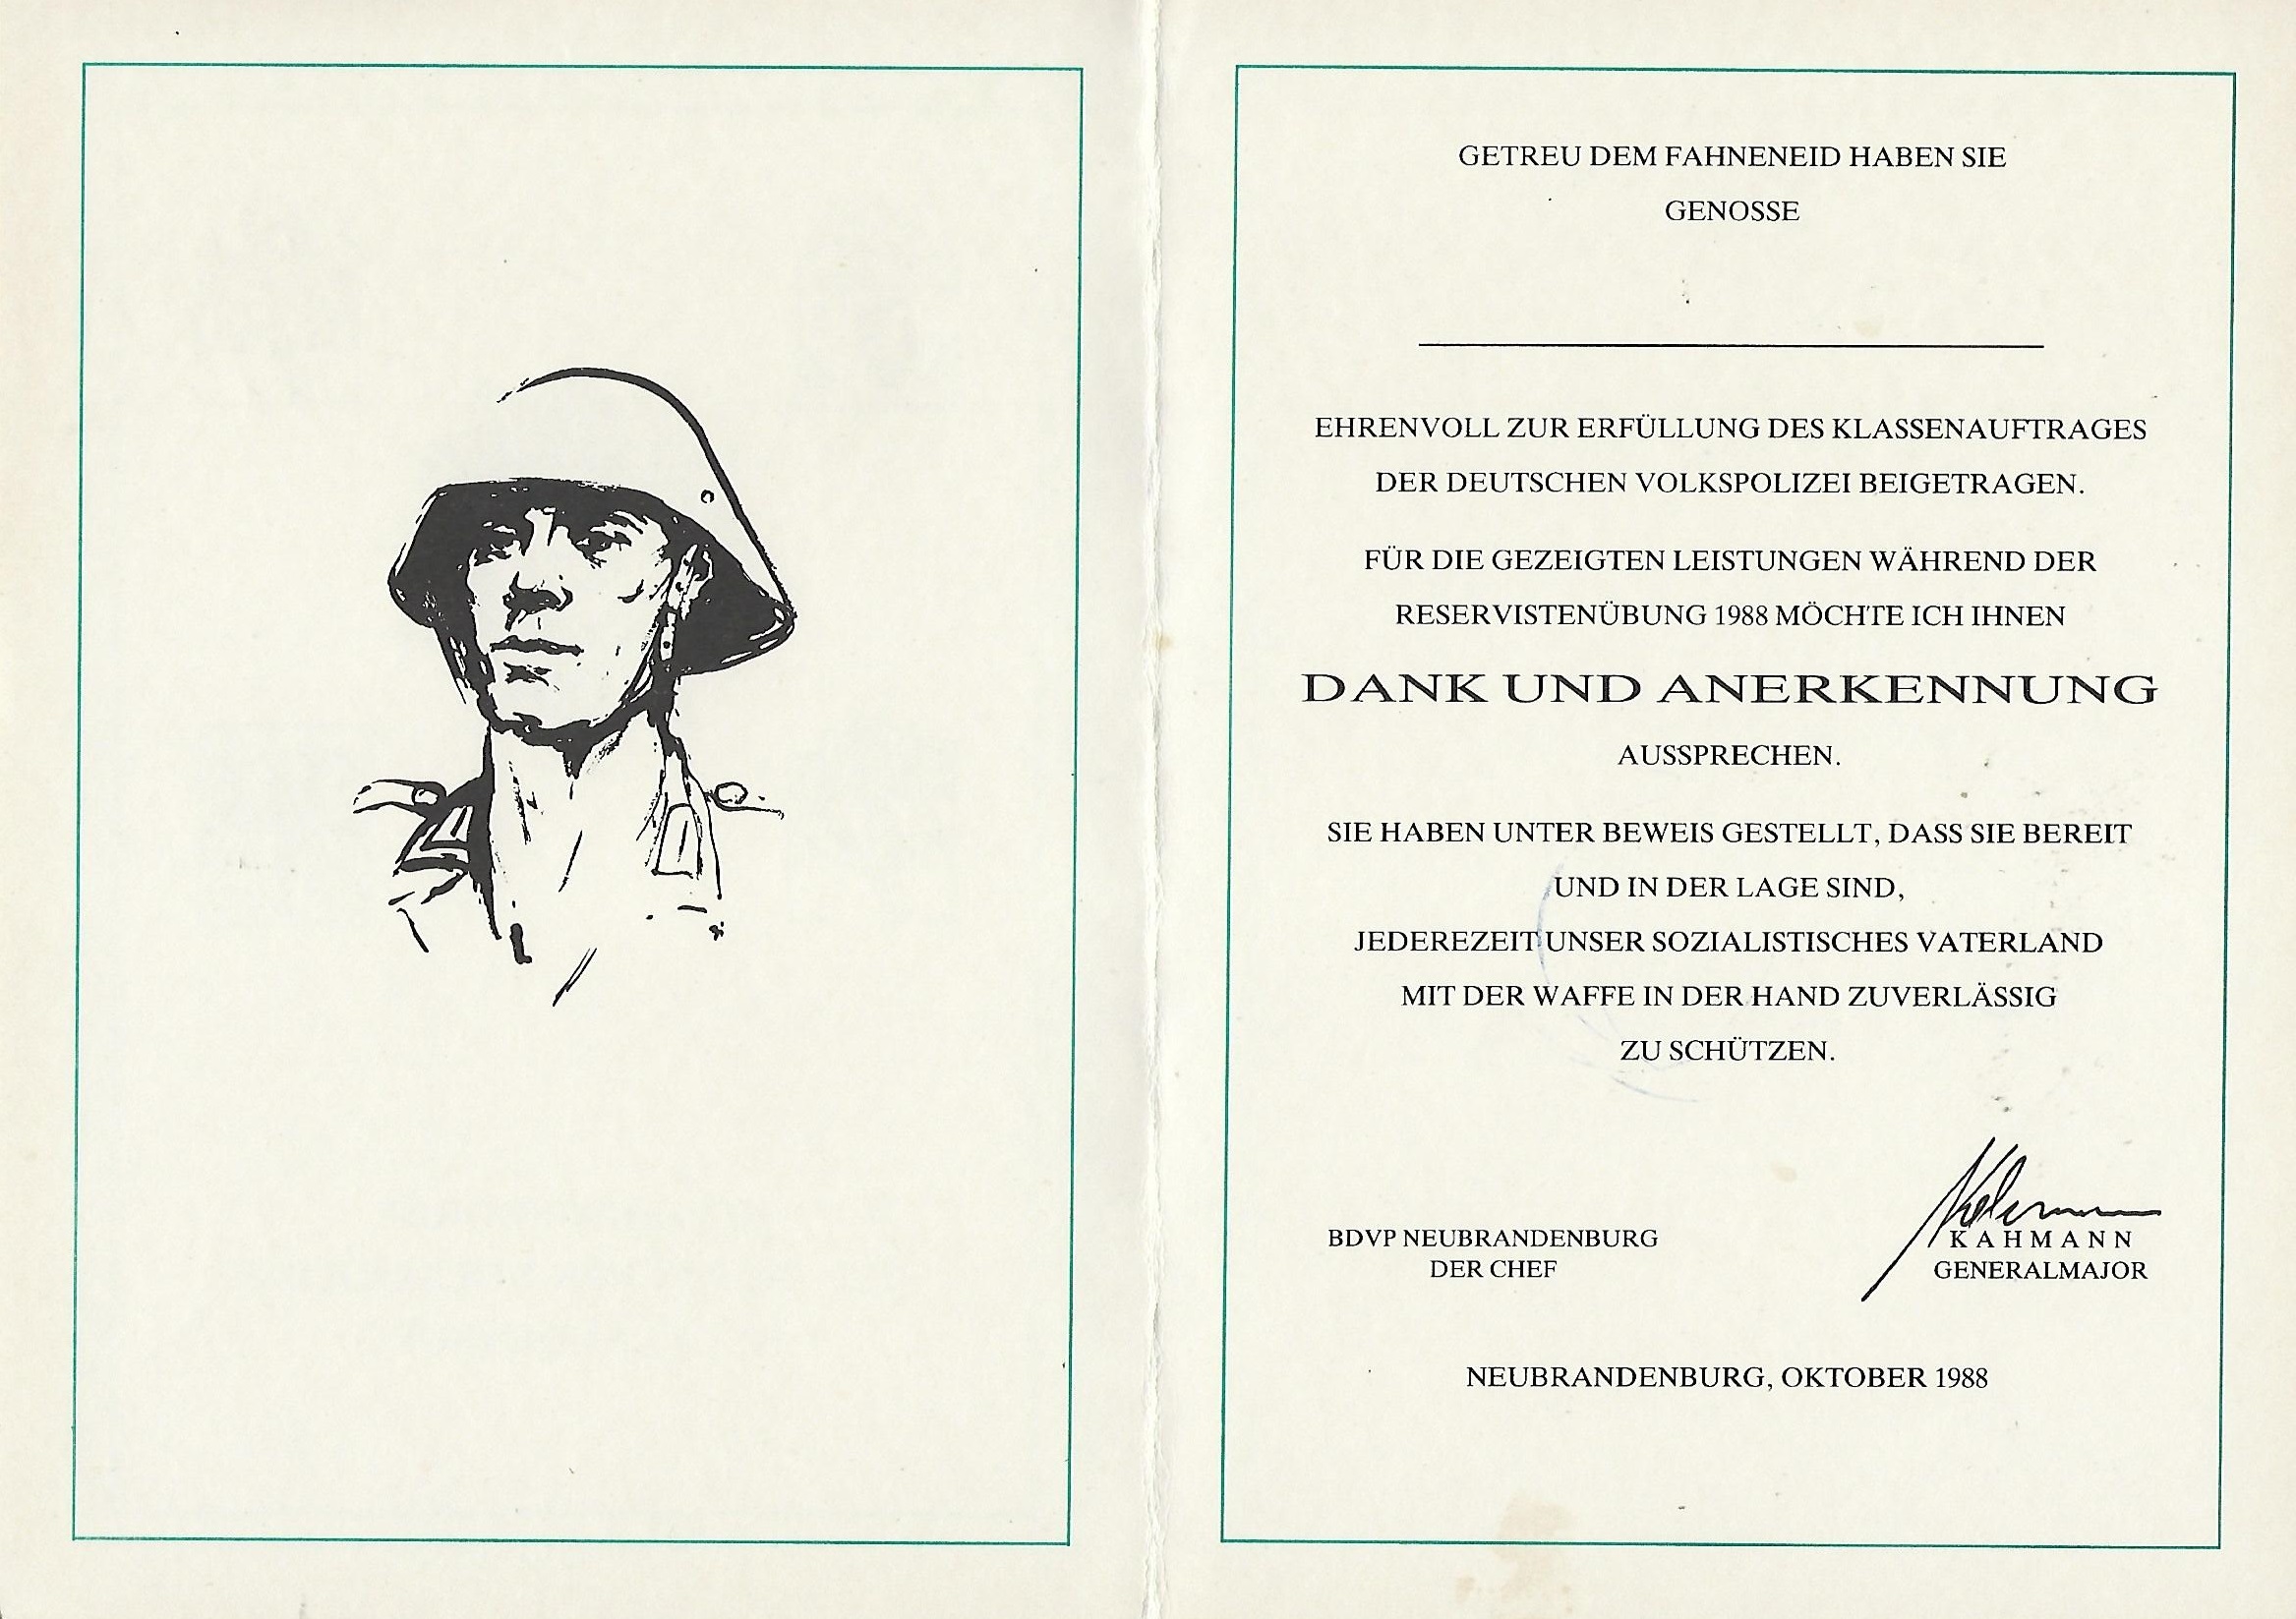 GETREU DEM FAHNENEID HABEN SIE
GENOSSE
EHRENVOLL ZUR ERFÜLLUNG DES KLASSENAUFTRAGES
DER DEUTSCHEN VOLKSPOLIZEI BEIGETRAGEN.
FÜR DIE GEZEIGTEN LEISTUNGEN WÄHREND DER
RESERVISTENÜBUNG 1988 MÖCHTE ICH IHNEN
DANK UND ANERKENNUNG
AUSSPRECHEN.
SIE HABEN UNTER BEWEIS GESTELLT, DASS SIE BEREIT
UND IN DER LAGE SIND,
JEDEREZEIT UNSER SOZIALISTISCHES VATERLAND
MIT DER WAFFE IN DER HAND ZUVERLÄSSIG
ZU SCHÜTZEN.
BDVP NEUBRANDENBURG
DER CHEF
KAHMANN
GENERALMAJOR
NEUBRANDENBURG, OKTOBER 1988